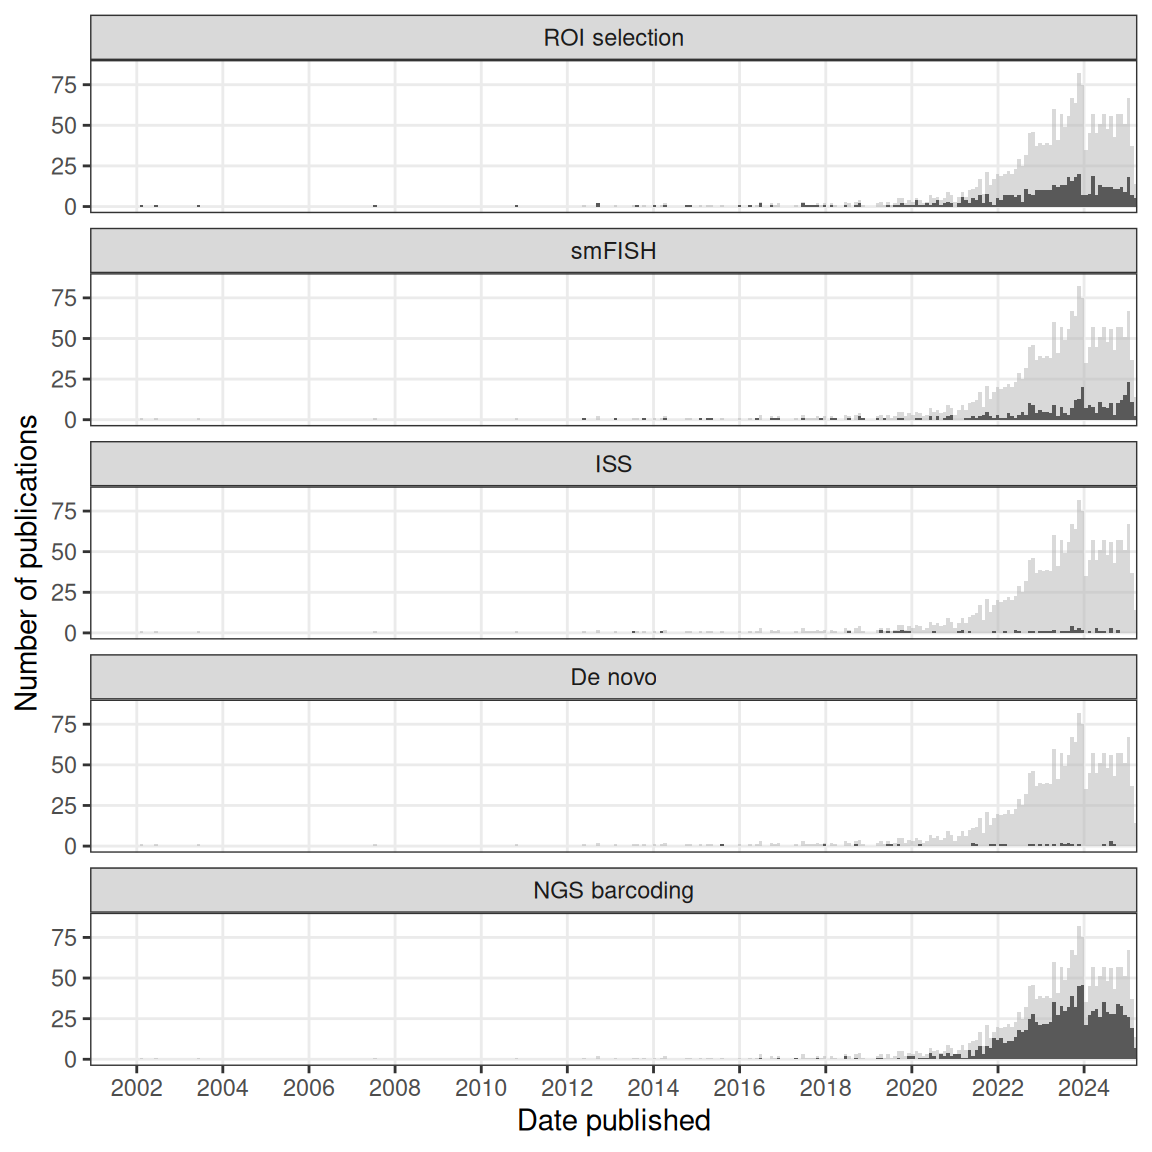 ROI selection
75
50
25
0
smFISH
75
50
25
0
ISS
75
50
25
0
De novo
75
50
25
0
NGS barcoding
75
50
25
0
2002 2004 2006 2008 2010 2012 2014 2016 2018 2020 2022 2024
Date published
Number of publications